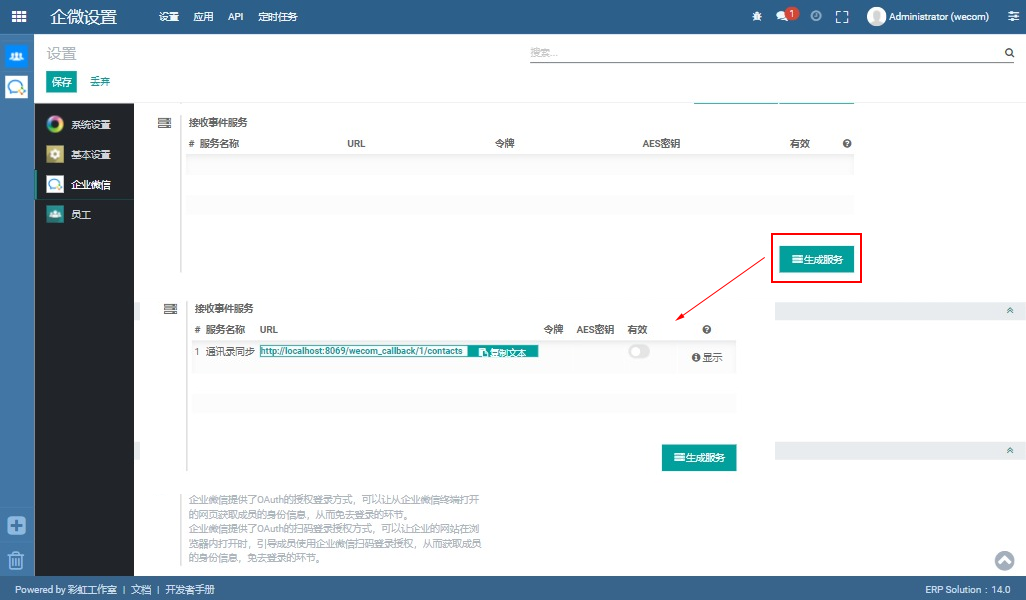 企微设置 设置 应用 API 定时任务 1 Administrator (wecom)
设置 搜索...
保存 丢弃
系统设置
基本设置
企业微信
员工
接收事件服务
# 服务名称 URL 令牌 AES密钥 有效
生成服务
接收事件服务
# 服务名称 URL 令牌 AES密钥 有效
1 通讯录同步 http://localhost:8069/wecom_callback/1/contacts 复制文本 显示
生成服务
企业微信提供了OAuth的授权登录方式，可以让从企业微信终端打开
的网页获取成员的身份信息，从而免去登录的环节。
企业微信提供了OAuth的扫码登录授权方式，可以让企业的网站在浏
览器内打开时，引导成员使用企业微信扫码登录授权，从而获取成员
的身份信息，免去登录的环节。
Powered by 彩虹工作室 | 文档 | 开发者手册 ERP Solution : 14.0